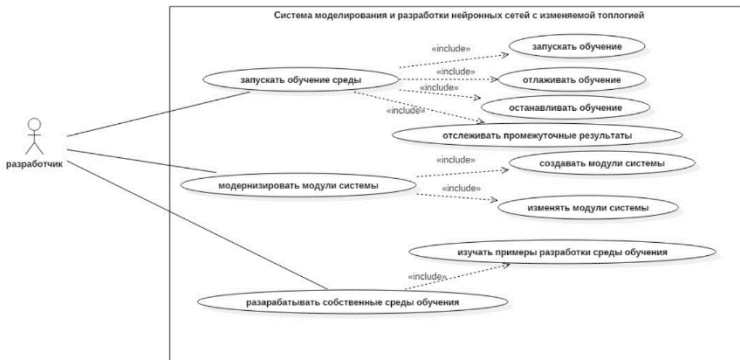 Система моделирования и разработки нейронных сетей с изменяемой топлогией
запускать обучение
«include»
запускать обучение среды
«include»
отлаживать обучение
«include»
останавливать обучение
«include»
отслеживать промежуточные результаты
разработчик
«include»
создавать модули системы
модернизировать модули системы
«include»
изменять модули системы
изучать примеры разработки среды обучения
«include»
разарабатывать собственные среды обучения